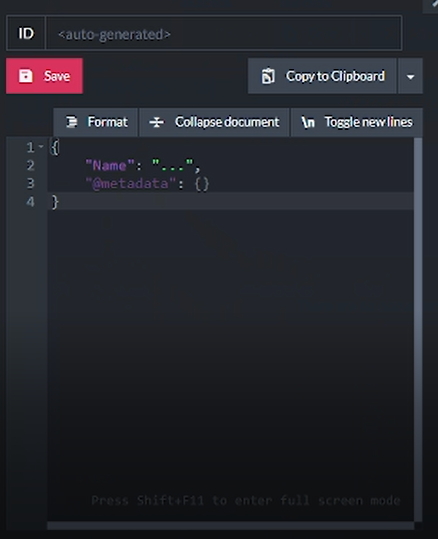 ID <auto-generated>
Save Copy to Clipboard
Format Collapse document \n Toggle new lines
1 {
2 "Name": "...",
3 "@metadata": {}
4 }
Press Shift+F11 to enter full screen mode